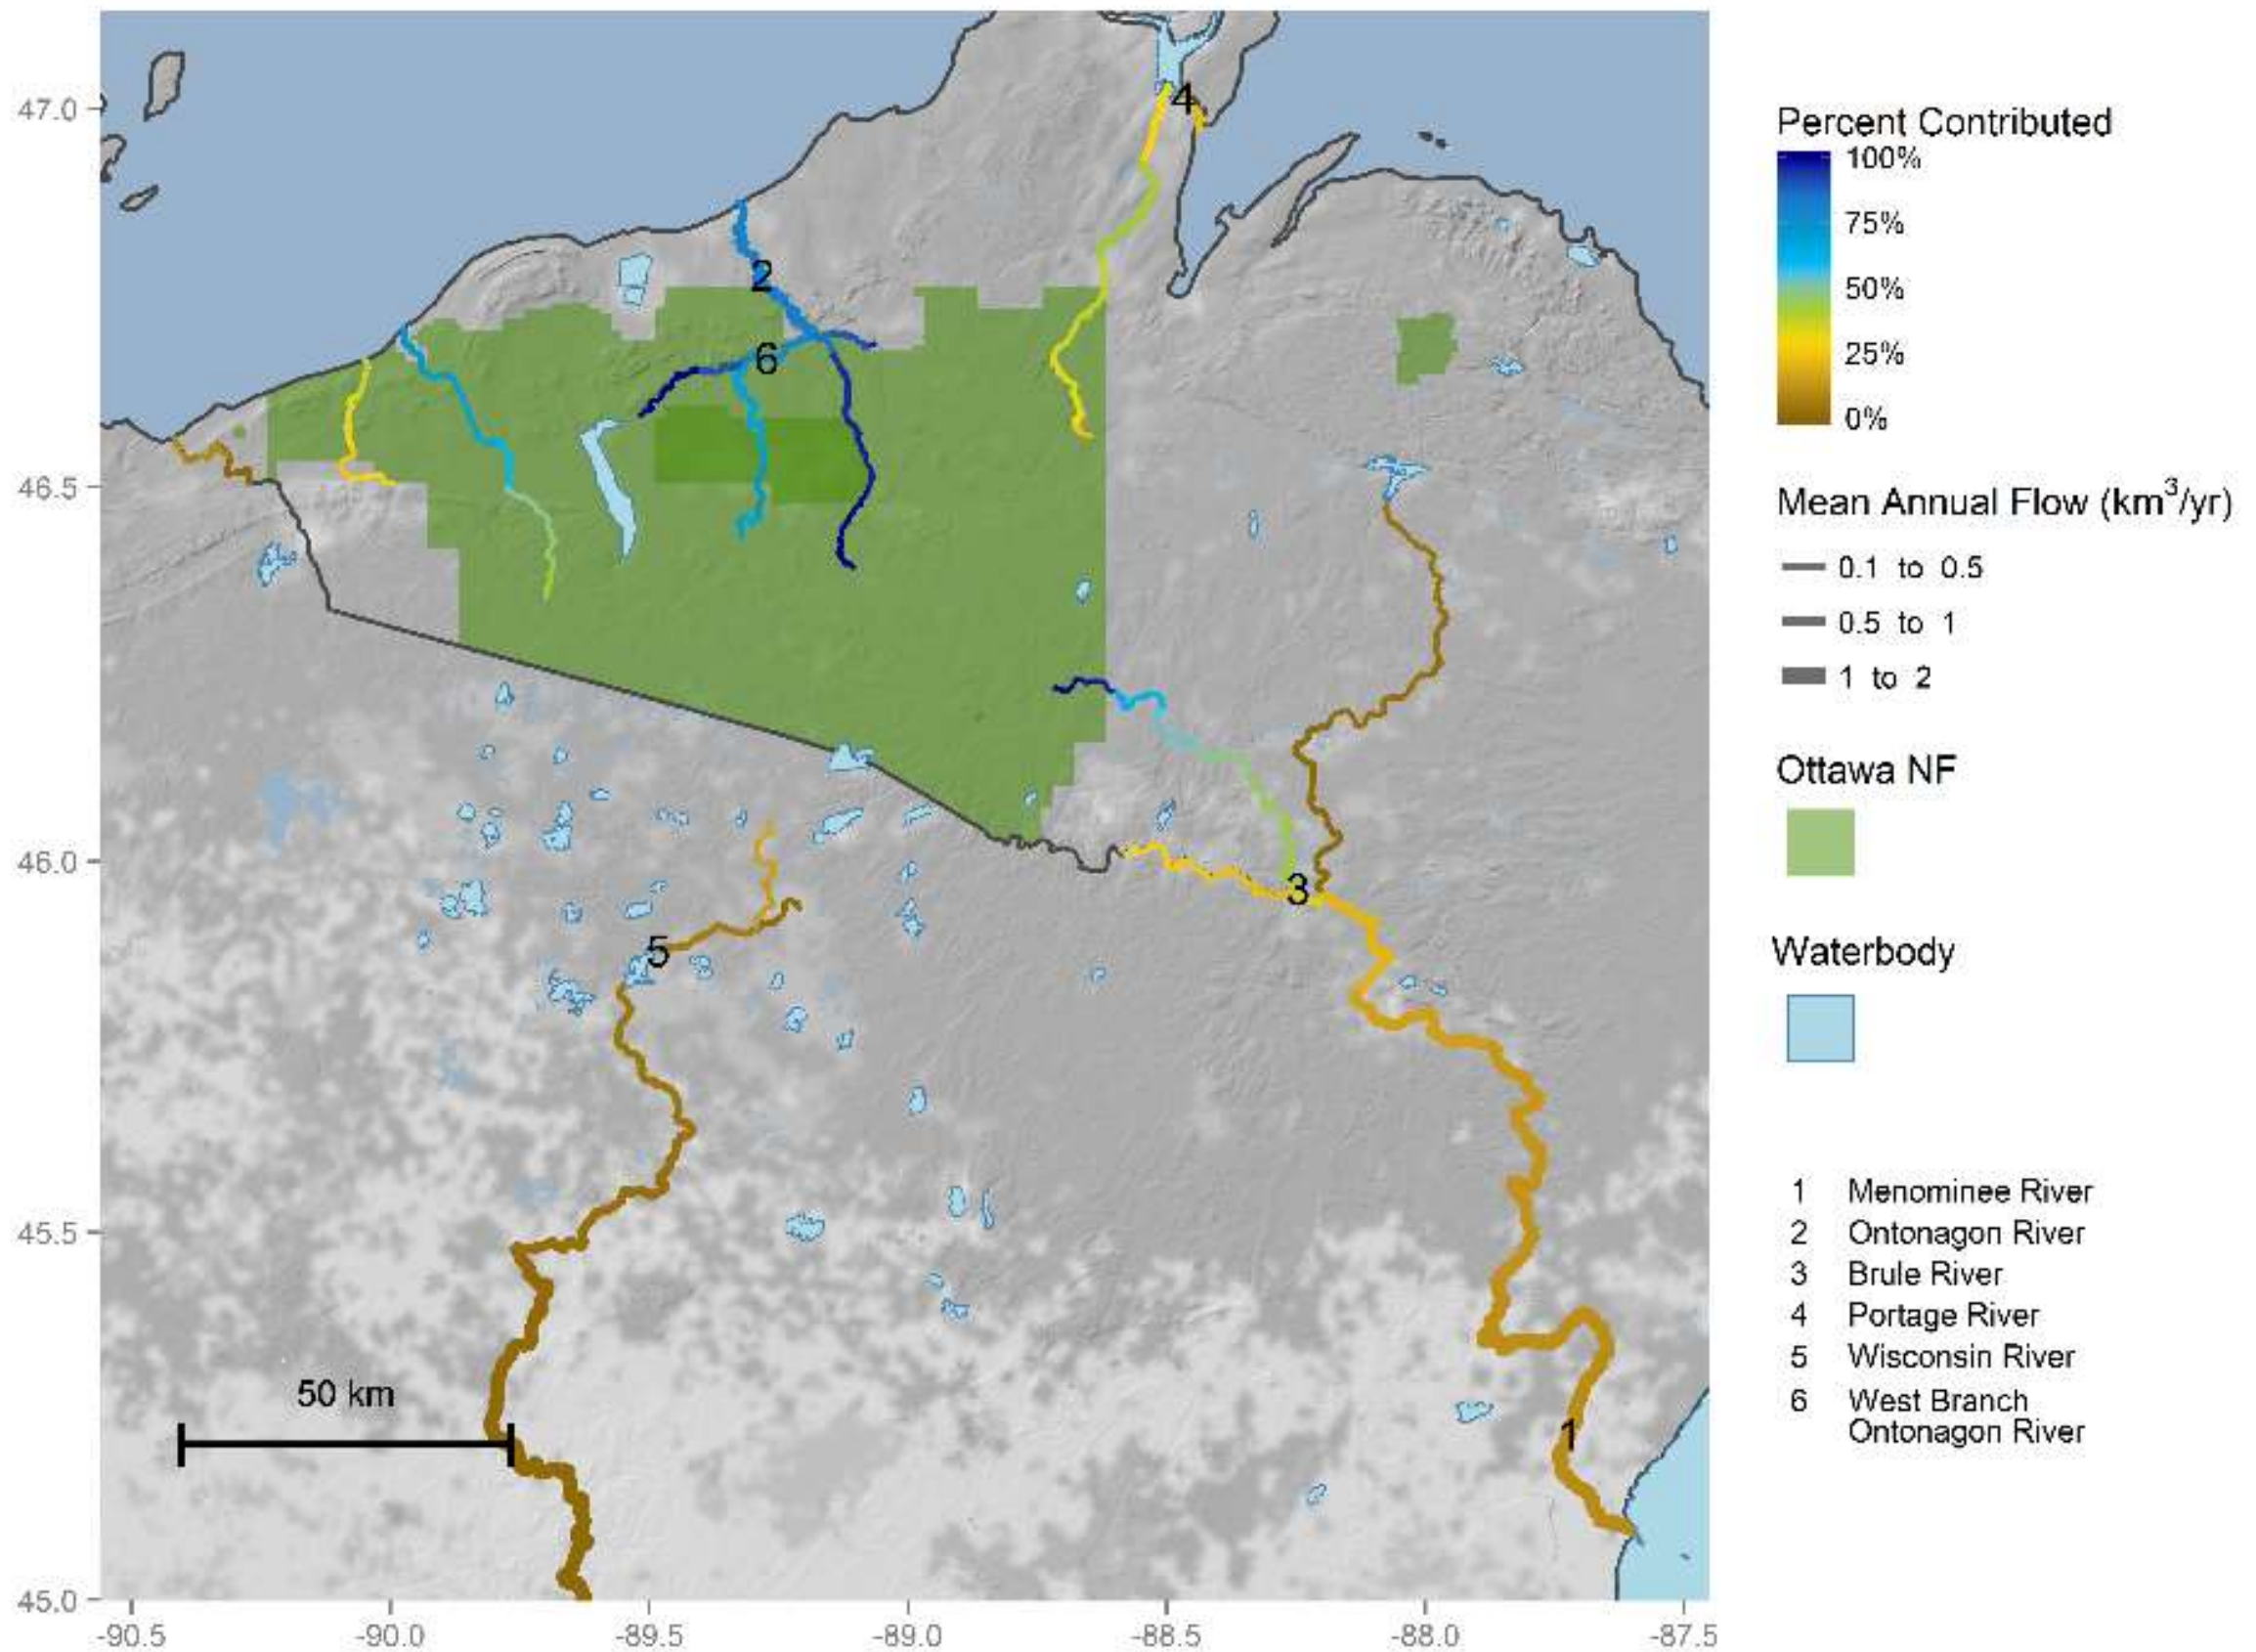 47.0
46.5
46.0
45.5
45.0
-90.5
-90.0
-89.5
-89.0
-88.5
-88.0
-87.5
4
2
6
3
5
1
50 km
Percent Contributed
100%
75%
50%
25%
0%
Mean Annual Flow (km³/yr)
0.1 to 0.5
0.5 to 1
1 to 2
Ottawa NF
Waterbody
1 Menominee River
2 Ontonagon River
3 Brule River
4 Portage River
5 Wisconsin River
6 West Branch
Ontonagon River